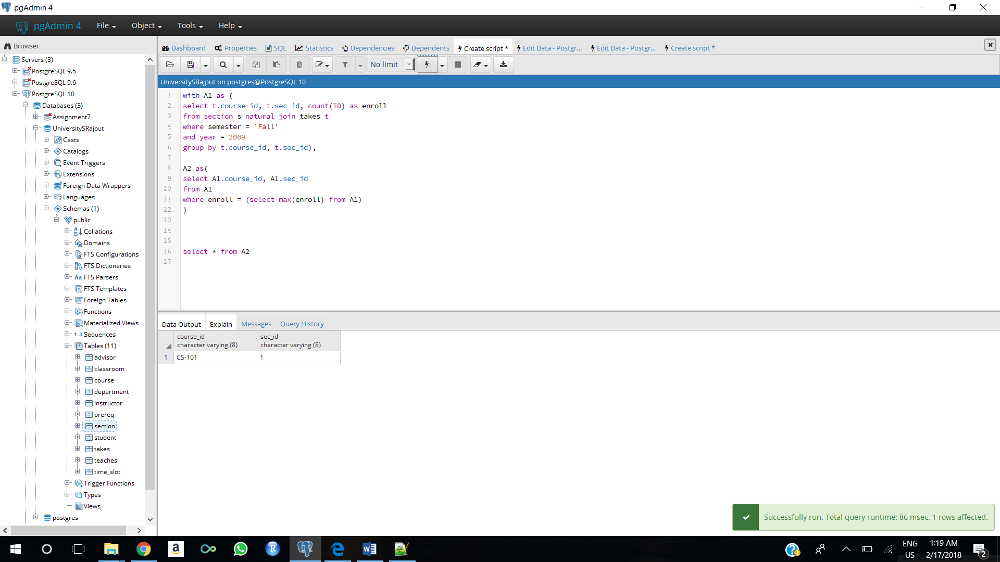 pgAdmin 4
pgAdmin 4 File Object Tools Help
Browser
Servers (3)
PostgreSQL 9.5
PostgreSQL 9.6
PostgreSQL 10
Databases (3)
Assignment7
UniversitySRajput
Casts
Catalogs
Event Triggers
Extensions
Foreign Data Wrappers
Languages
Schemas (1)
public
Collations
Domains
FTS Configurations
FTS Dictionaries
Aa FTS Parsers
FTS Templates
Foreign Tables
Functions
Materialized Views
1..3 Sequences
Tables (11)
advisor
classroom
course
department
instructor
prereq
section
student
takes
teaches
time_slot
Trigger Functions
Types
Views
postgres
Dashboard Properties SQL Statistics Dependencies Dependents Create script * Edit Data - Postgr... Edit Data - Postgr... Create script *
No limit
UniversitySRajput on postgres@PostgreSQL 10
1 with A1 as (
2 select t.course_id, t.sec_id, count(ID) as enroll
3 from section s natural join takes t
4 where semester = 'Fall'
5 and year = 2009
6 group by t.course_id, t.sec_id),
7
8 A2 as(
9 select A1.course_id, A1.sec_id
10 from A1
11 where enroll = (select max(enroll) from A1)
12 )
13
14
15
16 select * from A2
17
Data Output Explain Messages Query History
course_id sec_id
character varying (8) character varying (8)
1 CS-101 1
Successfully run. Total query runtime: 86 msec. 1 rows affected.
ENG 1:19 AM
US 2/17/2018
2